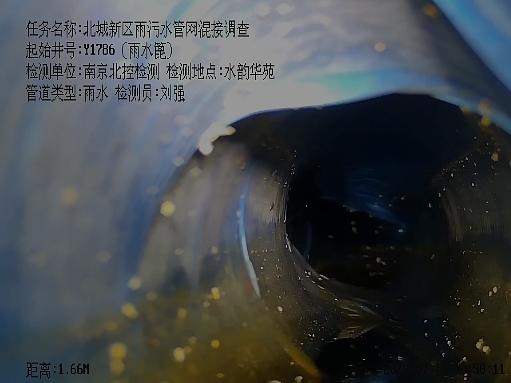 任务名称:北城新区雨污水管网混接调查
起始井号:Y1786 (雨水篦)
检测单位:南京北控检测 检测地点:水韵华苑
管道类型:雨水 检测员:刘强
距离:1.66M